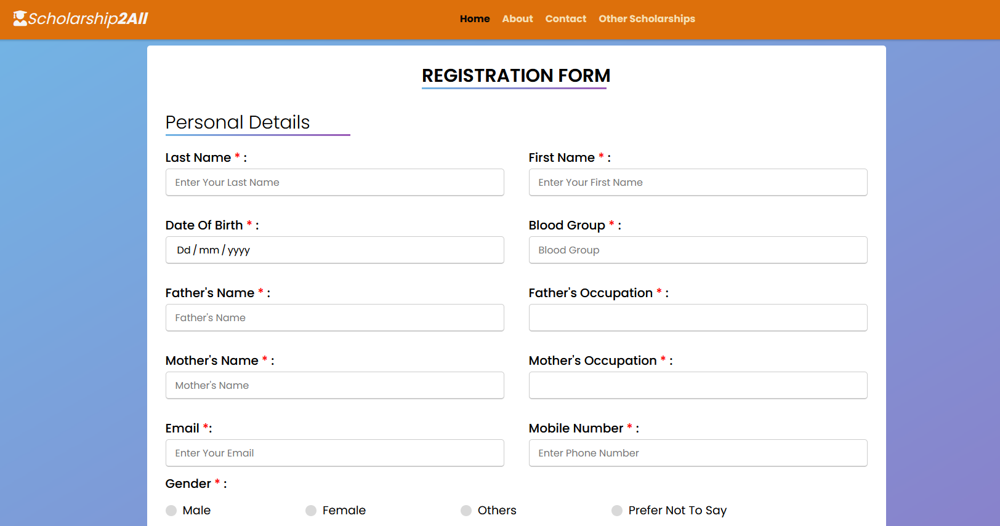 Scholarship2All
Home About Contact Other Scholarships
REGISTRATION FORM
Personal Details
Last Name * : First Name * :
Enter Your Last Name Enter Your First Name
Date Of Birth * : Blood Group * :
Dd / mm / yyyy Blood Group
Father's Name * : Father's Occupation * :
Father's Name
Mother's Name * : Mother's Occupation * :
Mother's Name
Email *: Mobile Number * :
Enter Your Email Enter Phone Number
Gender * :
Male Female Others Prefer Not To Say